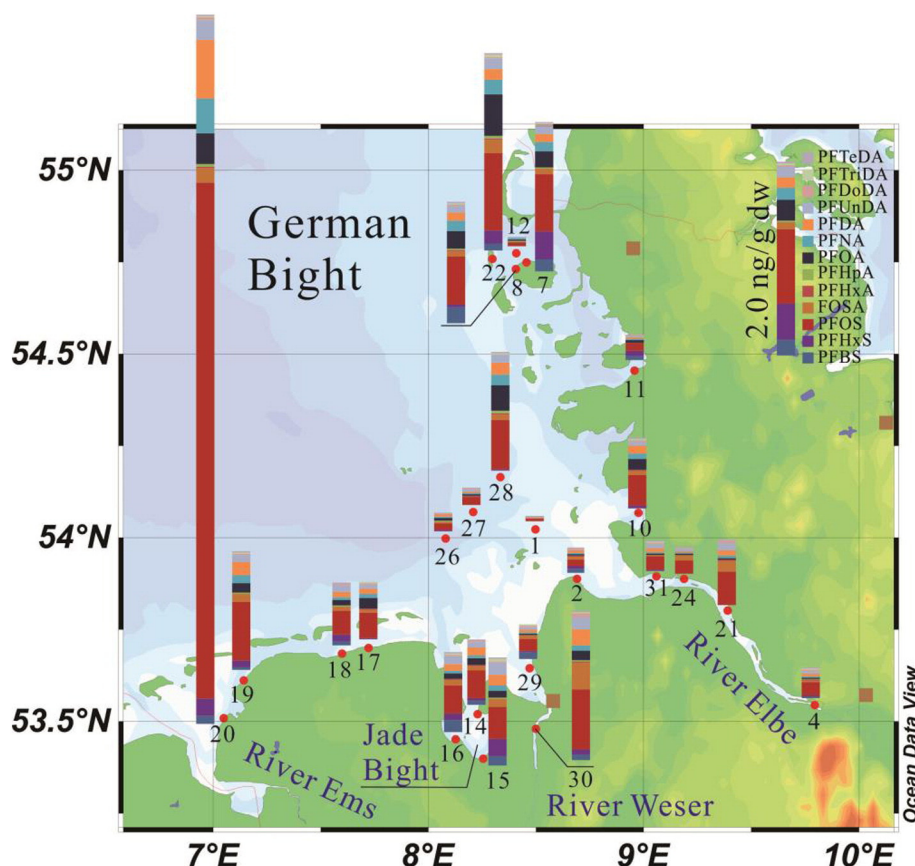 55°N
54.5°N
54°N
53.5°N
7°E
8°E
9°E
10°E
German
Bight
2.0 ng/g dw
PFTeDA
PFTriDA
PFDoDA
PFUnDA
PFDA
PFNA
PFOA
PFHpA
PFHxA
FOSA
PFOS
PFHxS
PFBS
12
22
8
7
11
28
27
26
1
10
2
31
24
21
18
17
19
20
29
14
16
15
30
4
River Elbe
Jade
Bight
River Ems
River Weser
Ocean Data View